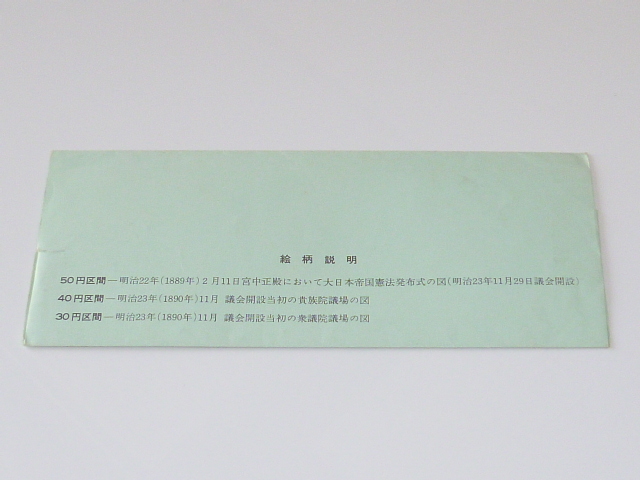 絵柄説明
50円区間—明治22年(1889年)2月11日宮中正殿において大日本帝国憲法発布式の図(明治23年11月29日議会開設)
40円区間—明治23年(1890年)11月 議会開設当初の貴族院議場の図
30円区間—明治23年(1890年)11月 議会開設当初の衆議院議場の図